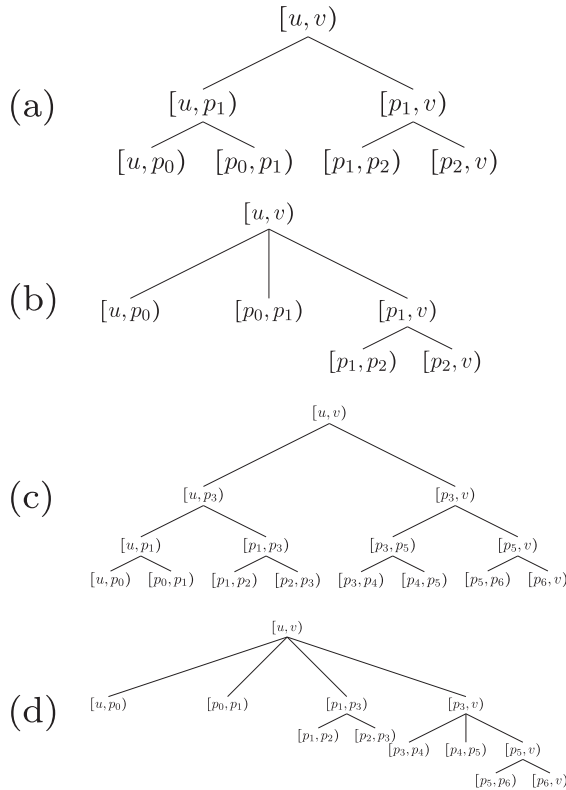 [u, v)
(a)
[u, p₁) [p₁, v)
[u, p₀) [p₀, p₁) [p₁, p₂) [p₂, v)
[u, v)
(b)
[u, p₀) [p₀, p₁) [p₁, v)
[p₁, p₂) [p₂, v)
[u, v)
(c)
[u, p₃) [p₃, v)
[u, p₁) [p₁, p₃) [p₃, p₅) [p₅, v)
[u, p₀) [p₀, p₁) [p₁, p₂) [p₂, p₃) [p₃, p₄) [p₄, p₅) [p₅, p₆) [p₆, v)
[u, v)
(d)
[u, p₀) [p₀, p₁) [p₁, p₃) [p₃, v)
[p₁, p₂) [p₂, p₃) [p₃, p₄) [p₄, p₅) [p₅, v)
[p₅, p₆) [p₆, v)